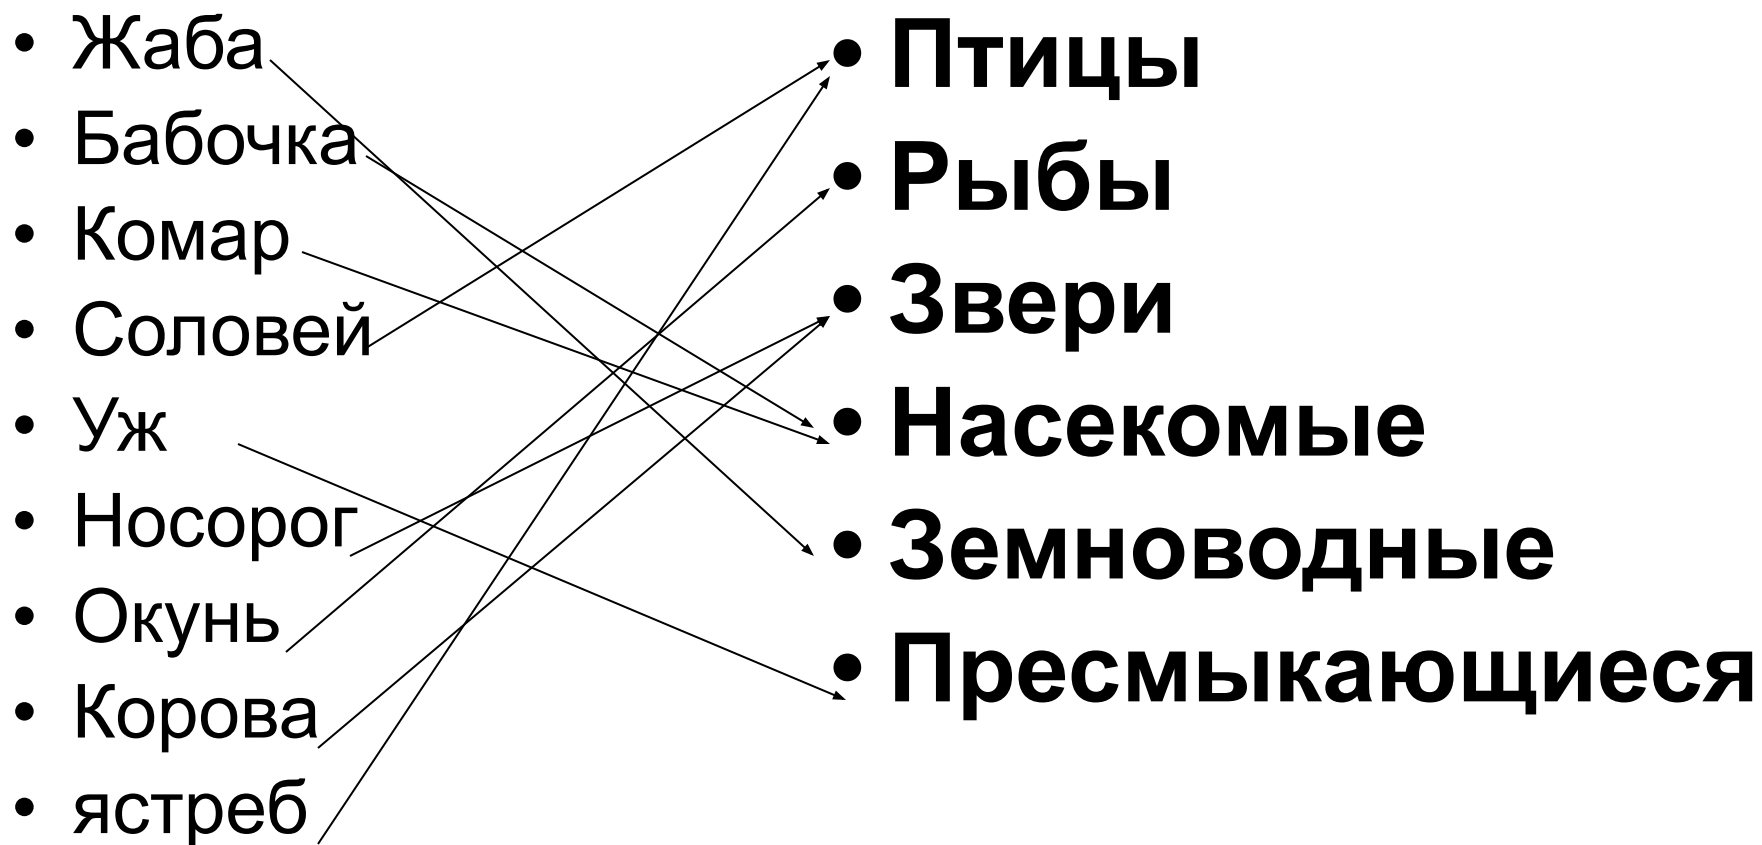 • Жаба
• Бабочка
• Комар
• Соловей
• Уж
• Носорог
• Окунь
• Корова
• ястреб
• Птицы
• Рыбы
• Звери
• Насекомые
• Земноводные
• Пресмыкающиеся